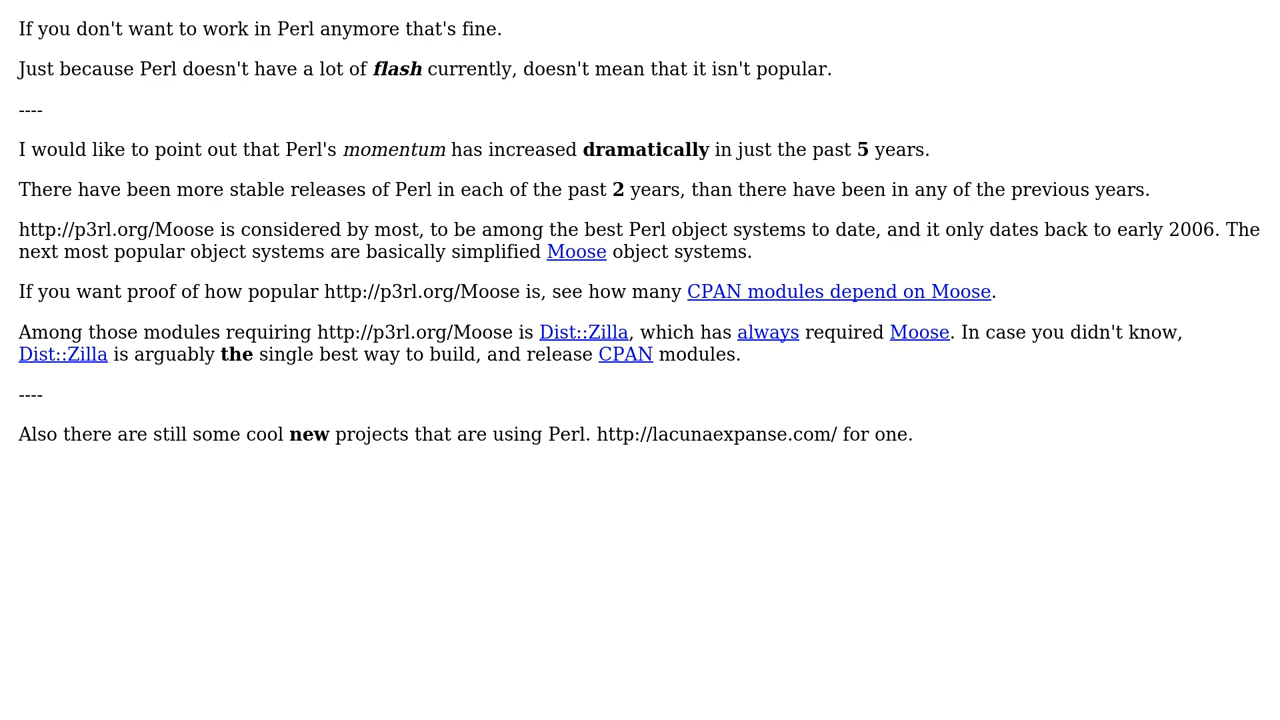 If you don't want to work in Perl anymore that's fine.
Just because Perl doesn't have a lot of flash currently, doesn't mean that it isn't popular.
----
I would like to point out that Perl's momentum has increased dramatically in just the past 5 years.
There have been more stable releases of Perl in each of the past 2 years, than there have been in any of the previous years.
http://p3rl.org/Moose is considered by most, to be among the best Perl object systems to date, and it only dates back to early 2006. The
next most popular object systems are basically simplified Moose object systems.
If you want proof of how popular http://p3rl.org/Moose is, see how many CPAN modules depend on Moose.
Among those modules requiring http://p3rl.org/Moose is Dist::Zilla, which has always required Moose. In case you didn't know,
Dist::Zilla is arguably the single best way to build, and release CPAN modules.
----
Also there are still some cool new projects that are using Perl. http://lacunaexpanse.com/ for one.